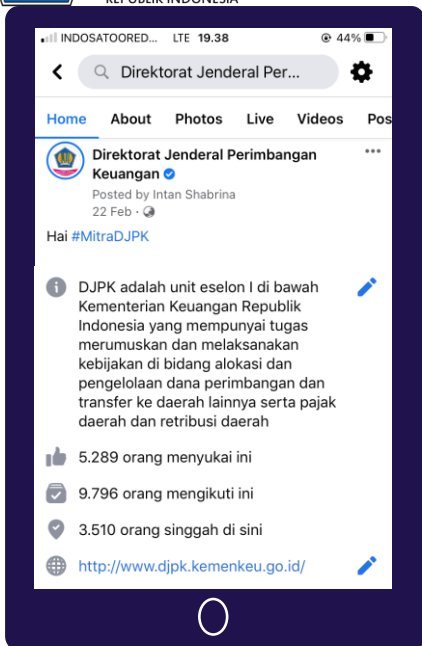 REPUBLIK INDONESIA
INDOSATOORED... LTE 19.38 44%
Direktorat Jenderal Per...
Home About Photos Live Videos Pos
Direktorat Jenderal Perimbangan
Keuangan
Posted by Intan Shabrina
22 Feb ·
Hai #MitraDJPK
DJPK adalah unit eselon I di bawah
Kementerian Keuangan Republik
Indonesia yang mempunyai tugas
merumuskan dan melaksanakan
kebijakan di bidang alokasi dan
pengelolaan dana perimbangan dan
transfer ke daerah lainnya serta pajak
daerah dan retribusi daerah
5.289 orang menyukai ini
9.796 orang mengikuti ini
3.510 orang singgah di sini
http://www.djpk.kemenkeu.go.id/